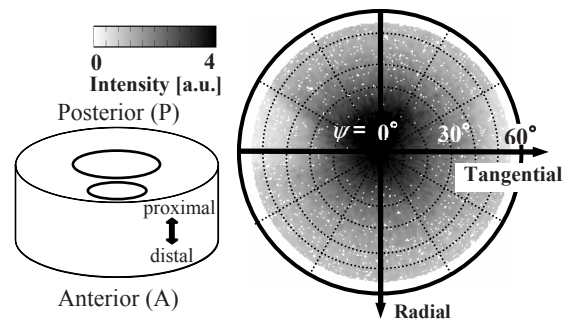 0 4
Intensity [a.u.]
Posterior (P)
proximal
distal
Anterior (A)
ψ = 0° 30° 60°
Tangential
Radial